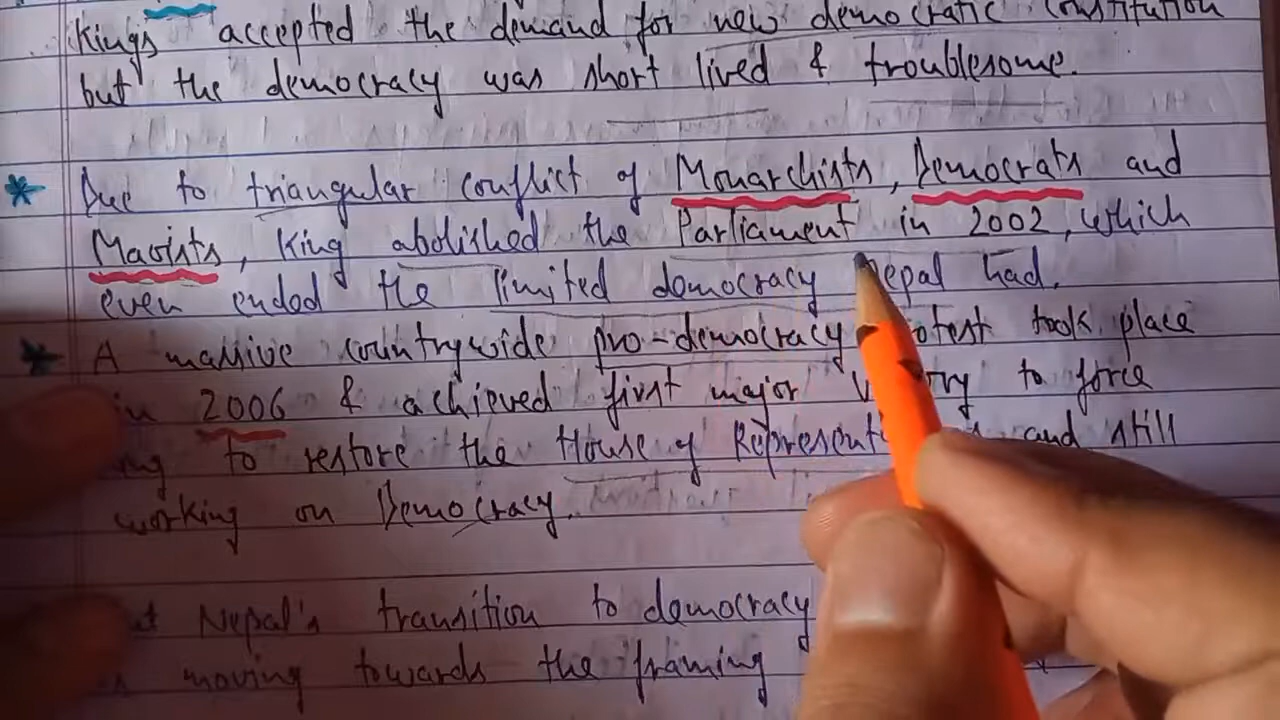 Kings accepted the demand for new democratic constitution
but the democracy was short lived & troublesome.
Due to triangular conflict of Monarchists, Democrats and
Maoists, King abolished the Parliament in 2002, which
even ended the limited democracy Nepal had.
A massive countrywide pro-democracy took place
in 2006 & achieved first major to force
to restore the House of and still
working on Democracy.
Nepal's transition to democracy
moving towards the framing